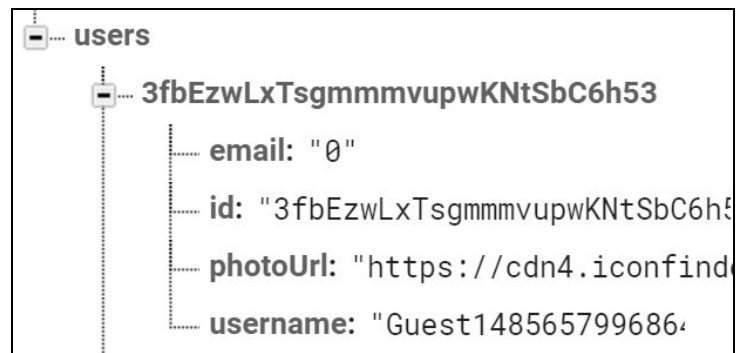 users
3fbEzwLxTsgmmmvupwKNtSbC6h53
email: "0"
id: "3fbEzwLxTsgmmmvupwKNtSbC6h5
photoUrl: "https://cdn4.iconfind
username: "Guest148565799686